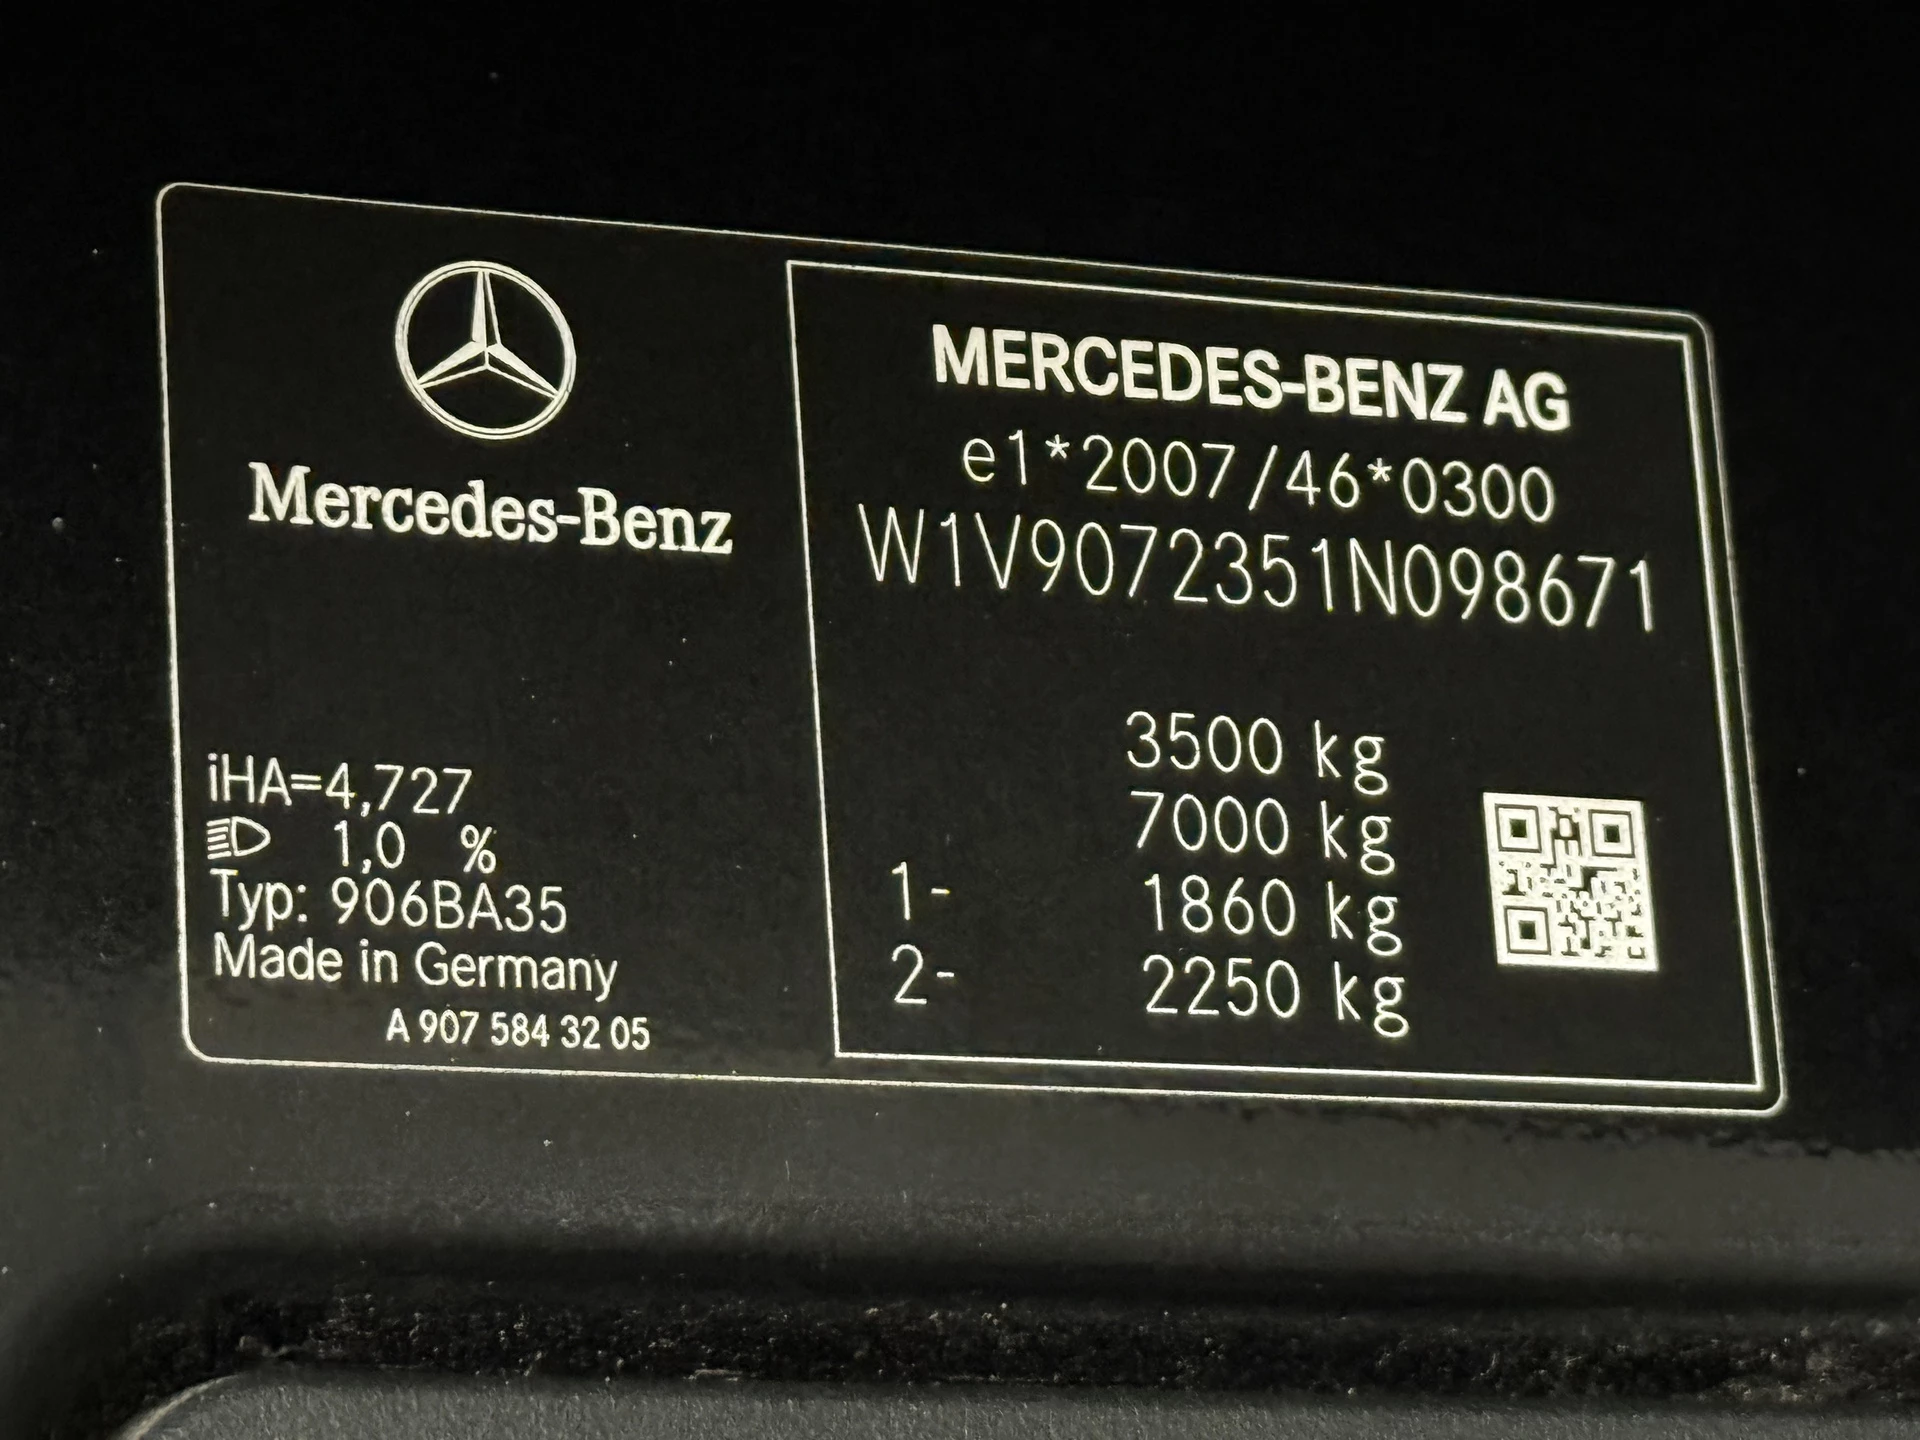 Mercedes-Benz
iHA=4,727
1,0 %
Typ: 906BA35
Made in Germany
A 907 584 32 05
MERCEDES-BENZ AG
e1*2007/46*0300
W1V9072351N098671
3500 kg
7000 kg
1- 1860 kg
2- 2250 kg